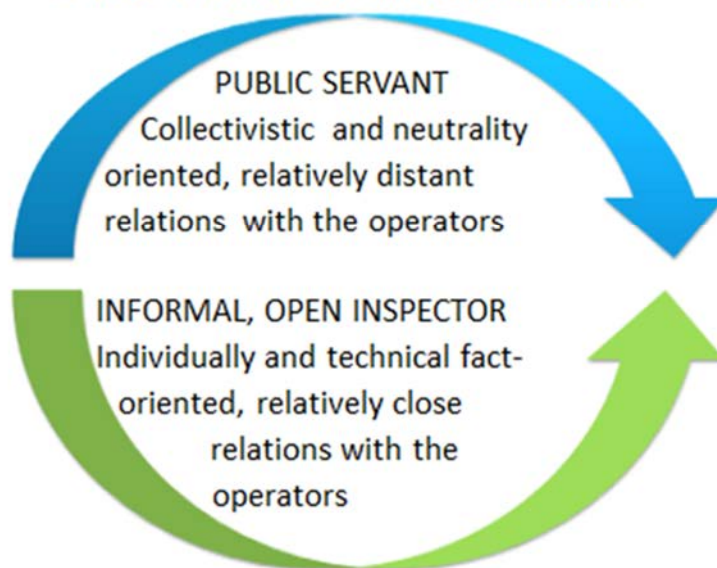 PUBLIC SERVANT
Collectivistic and neutrality
oriented, relatively distant
relations with the operators
INFORMAL, OPEN INSPECTOR
Individually and technical fact-
oriented, relatively close
relations with the
operators